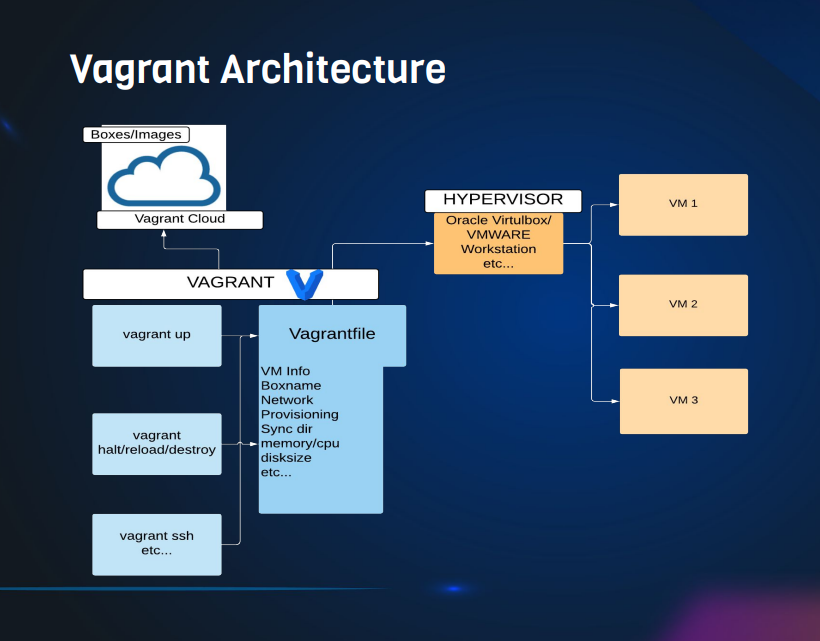 Vagrant Architecture
Boxes/Images
Vagrant Cloud
VAGRANT
vagrant up
vagrant
halt/reload/destroy
vagrant ssh
etc...
Vagrantfile
VM Info
Boxname
Network
Provisioning
Sync dir
memory/cpu
disksize
etc...
HYPERVISOR
Oracle Virtulbox/
VMWARE
Workstation
etc...
VM 1
VM 2
VM 3